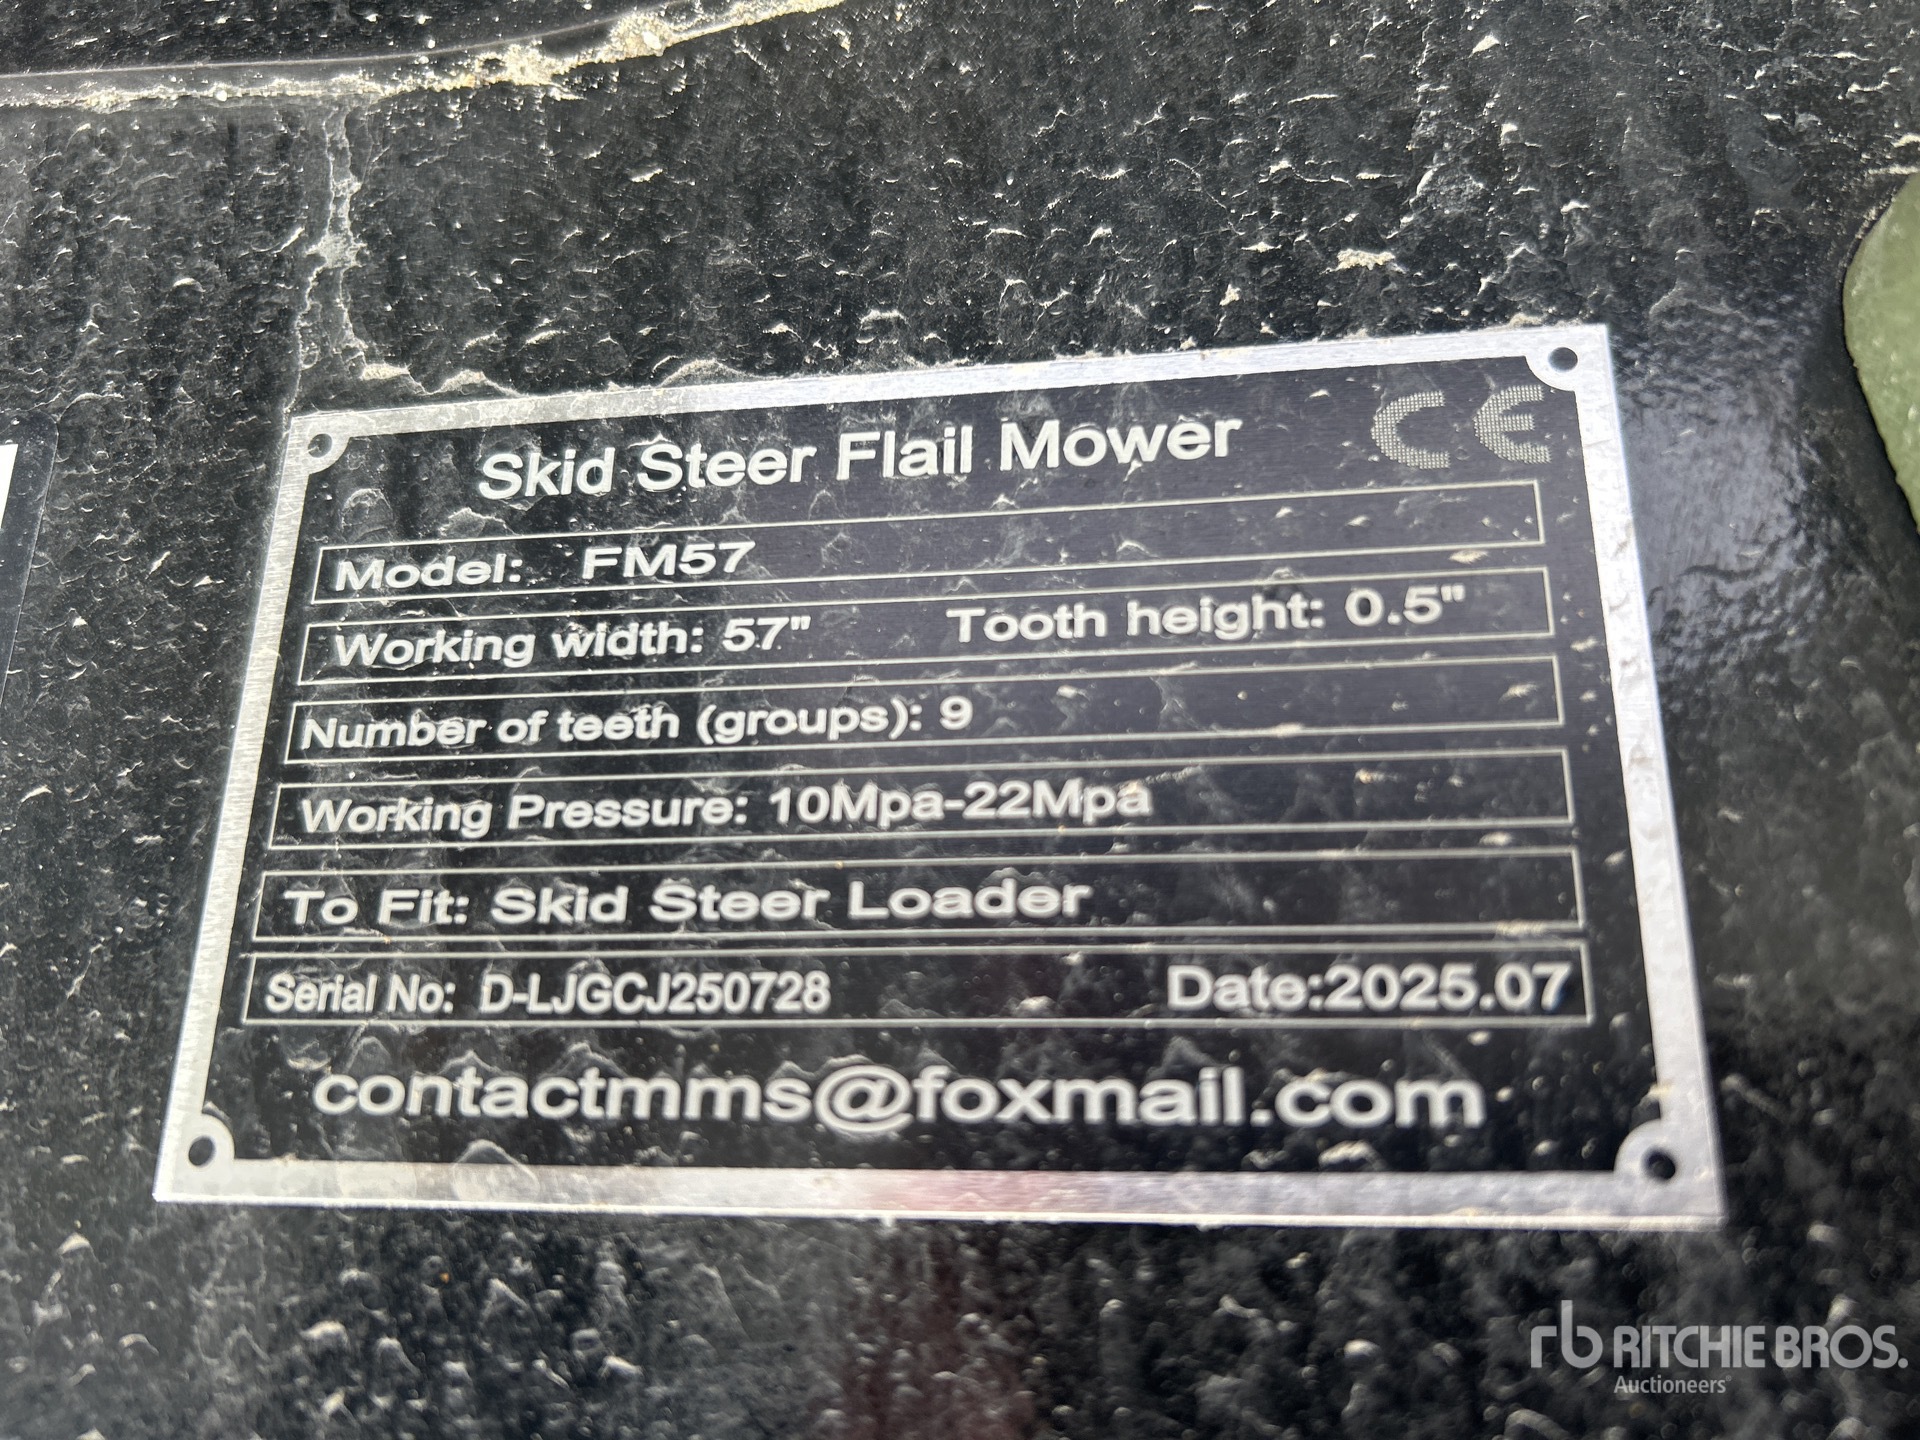 Skid Steer Flail Mower CE
Model: FM57
Working width: 57" Tooth height: 0.5"
Number of teeth (groups): 9
Working Pressure: 10Mpa-22Mpa
To Fit: Skid Steer Loader
Serial No: D-LJGCJ250728 Date:2025.07
contactmms@foxmail.com
rb RITCHIE BROS.
Auctioneers